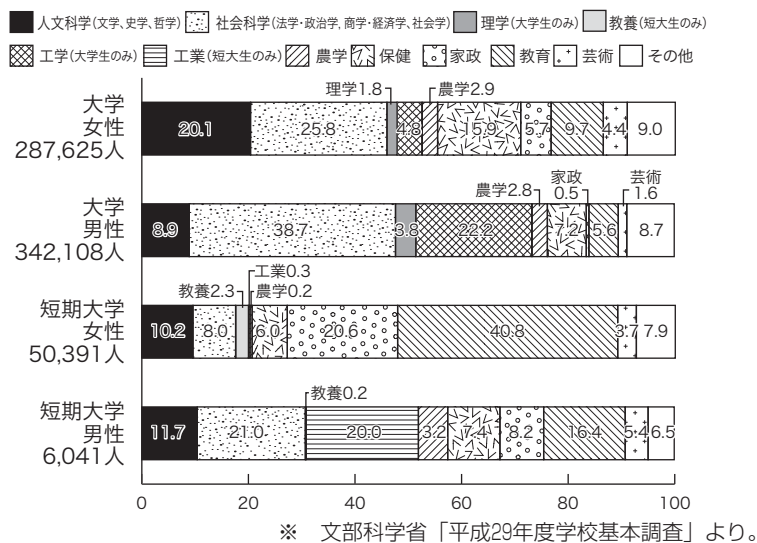 人文科学(文学、史学、哲学) 社会科学(法学・政治学, 商学・経済学、社会学) 理学(大学生のみ) 教養(短大生のみ)
工学(大学生のみ) 工業(短大生のみ) 農学 保健 家政 教育 芸術 その他
理学1.8 農学2.9
大学
女性
287,625人
20.1 25.8 4.8 15.9 5.7 9.7 4.4 9.0
農学2.8 家政 0.5 芸術 1.6
大学
男性
342,108人
8.9 38.7 3.8 22.2 7.2 5.6 8.7
工業0.3
教養2.3 農学0.2
短期大学
女性
50,391人
10.2 8.0 6.0 20.6 40.8 3.7 7.9
教養0.2
短期大学
男性
6,041人
11.7 21.0 20.0 3.2 7.4 8.2 16.4 5.4 6.5
0 20 40 60 80 100
※ 文部科学省「平成29年度学校基本調査」より。